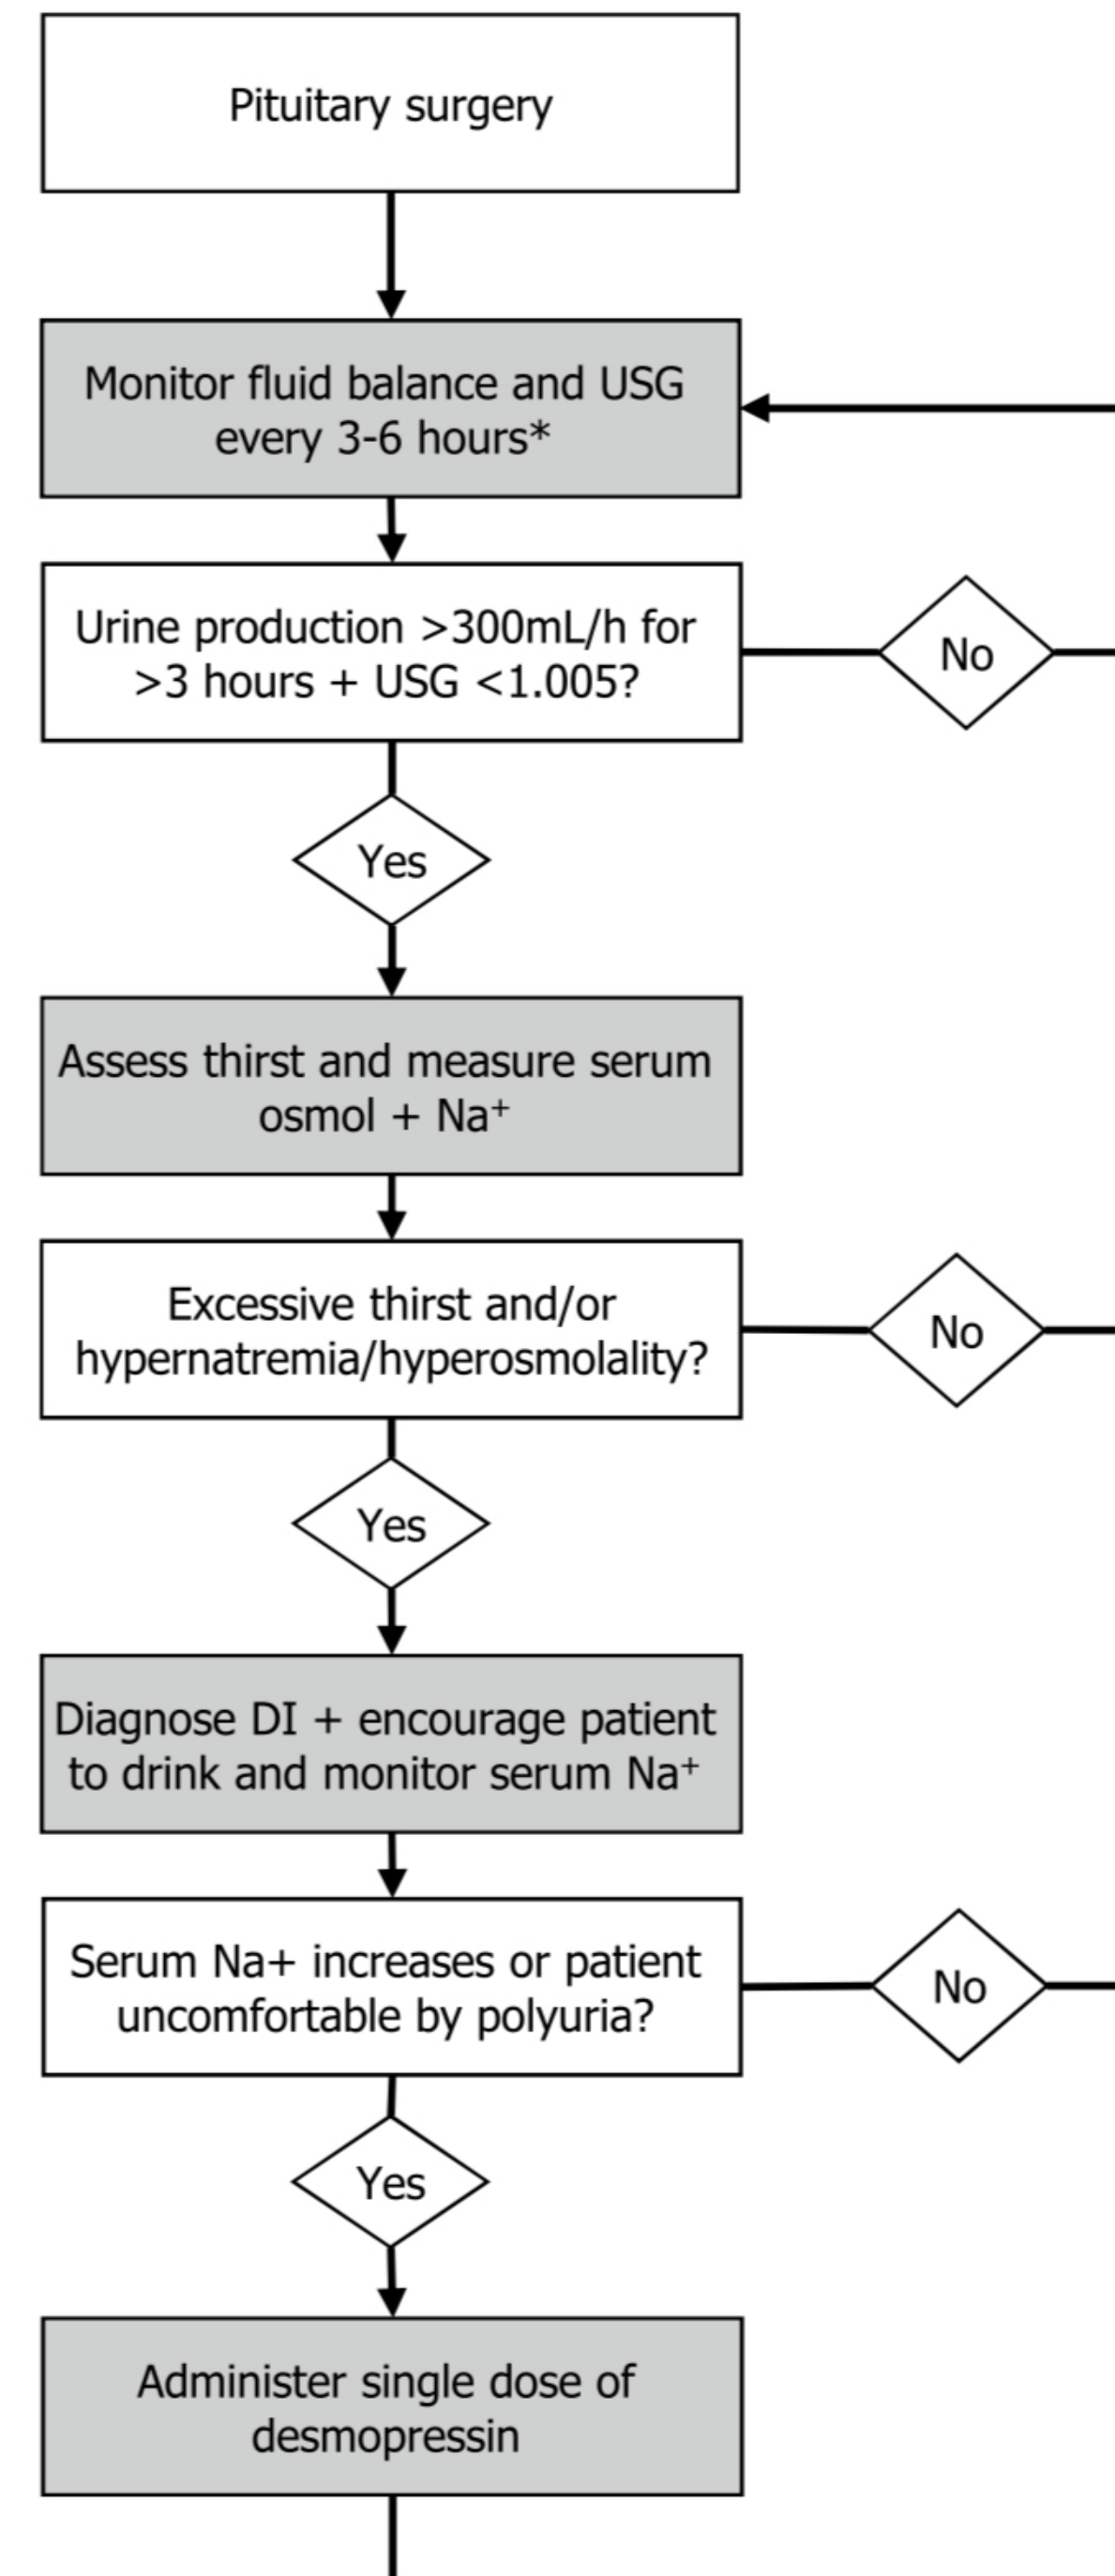 Pituitary surgery
Monitor fluid balance and USG
every 3-6 hours*
Urine production >300mL/h for
>3 hours + USG <1.005?
No
Yes
Assess thirst and measure serum
osmol + Na⁺
Excessive thirst and/or
hypernatremia/hyperosmolality?
No
Yes
Diagnose DI + encourage patient
to drink and monitor serum Na⁺
Serum Na+ increases or patient
uncomfortable by polyuria?
No
Yes
Administer single dose of
desmopressin